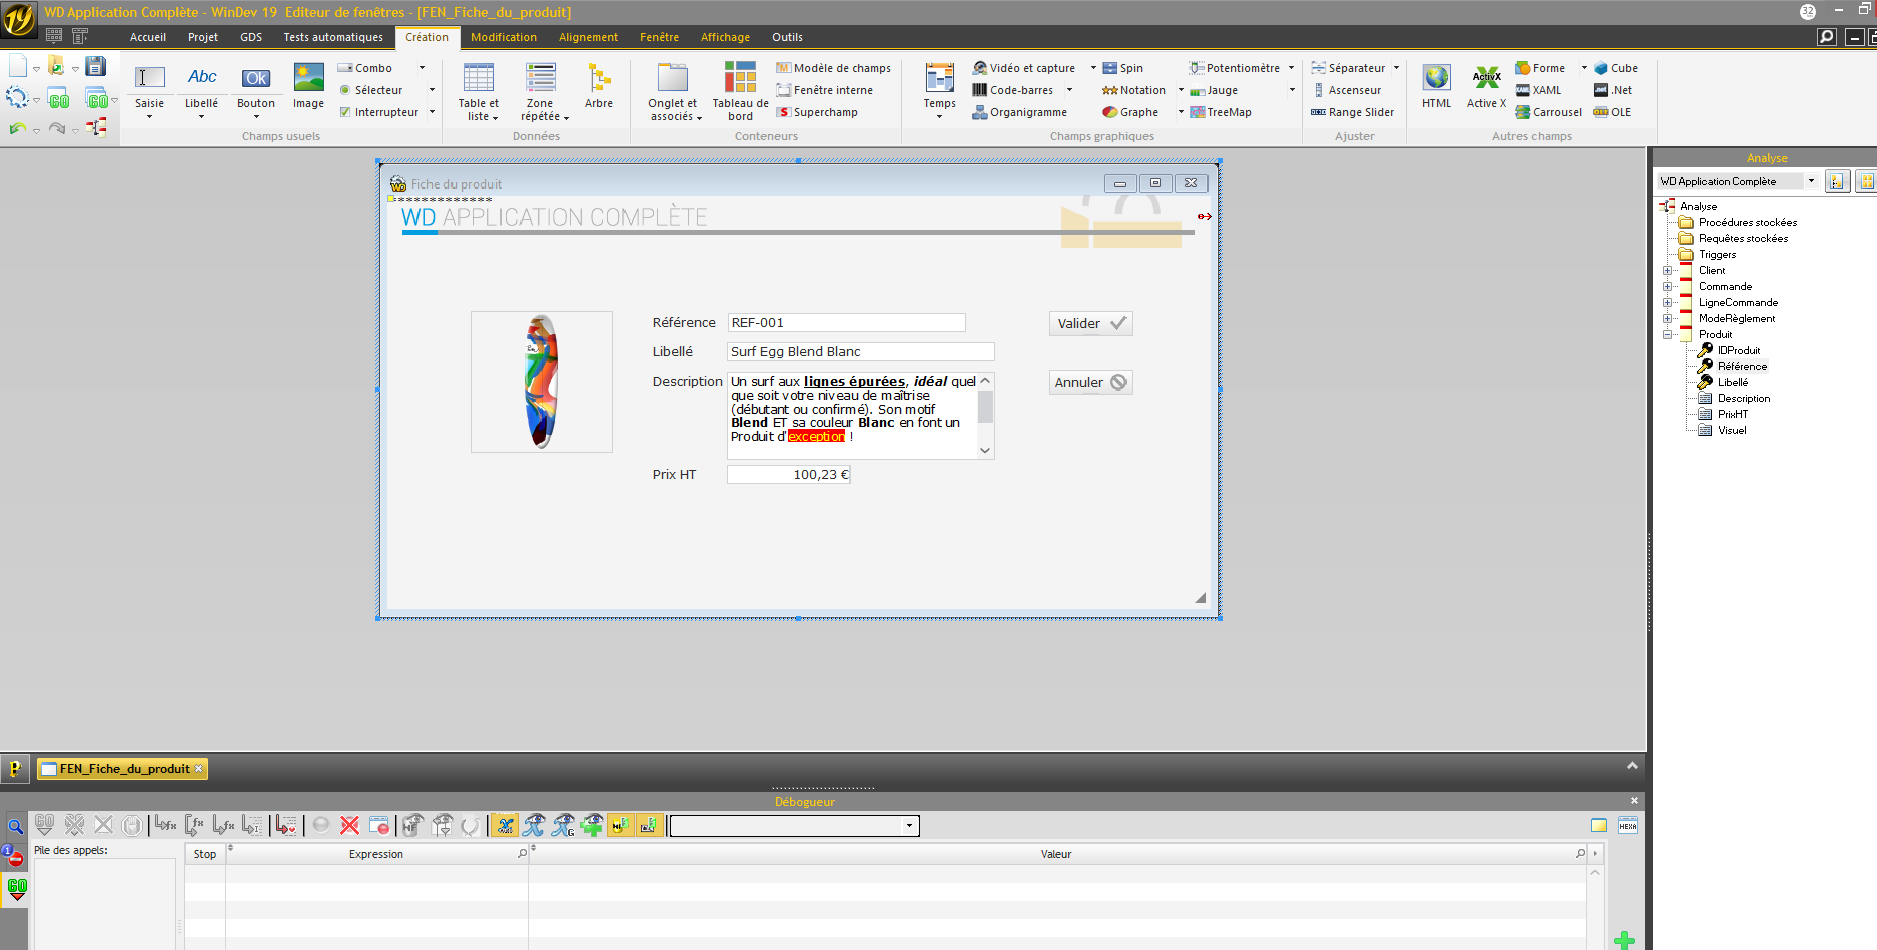 WD Application Complète - WinDev 19  Editeur de fenêtres - [FEN_Fiche_du_produit]
32
Accueil Projet GDS Tests automatiques Création Modification Alignement Fenêtre Affichage Outils
Saisie
Abc
Libellé
Ok
Bouton
Image
Combo
Sélecteur
Interrupteur
Champs usuels
Table et liste
Zone répétée
Arbre
Données
Onglet et associés
Tableau de bord
Modèle de champs
Fenêtre interne
Superchamp
Conteneurs
Temps
Vidéo et capture
Code-barres
Organigramme
Spin
Notation
Graphe
Potentiomètre
Jauge
TreeMap
Champs graphiques
Séparateur
Ascenseur
Range Slider
Ajuster
HTML
ActivX
Active X
Forme
XAML
Carrousel
Cube
.Net
OLE
Autres champs
Fiche du produit
*************
WD APPLICATION COMPLÈTE
Référence REF-001
Libellé Surf Egg Blend Blanc
Description Un surf aux lignes épurées, idéal quel
que soit votre niveau de maîtrise
(débutant ou confirmé). Son motif
Blend ET sa couleur Blanc en font un
Produit d'exception !
Prix HT 100,23 €
Valider
Annuler
Analyse
WD Application Complète
Analyse
Procédures stockées
Requêtes stockées
Triggers
Client
Commande
LigneCommande
ModeRèglement
Produit
IDProduit
Référence
Libellé
Description
PrixHT
Visuel
FEN_Fiche_du_produit
Débogueur
HEXA
Pile des appels:
Stop Expression Valeur
GO